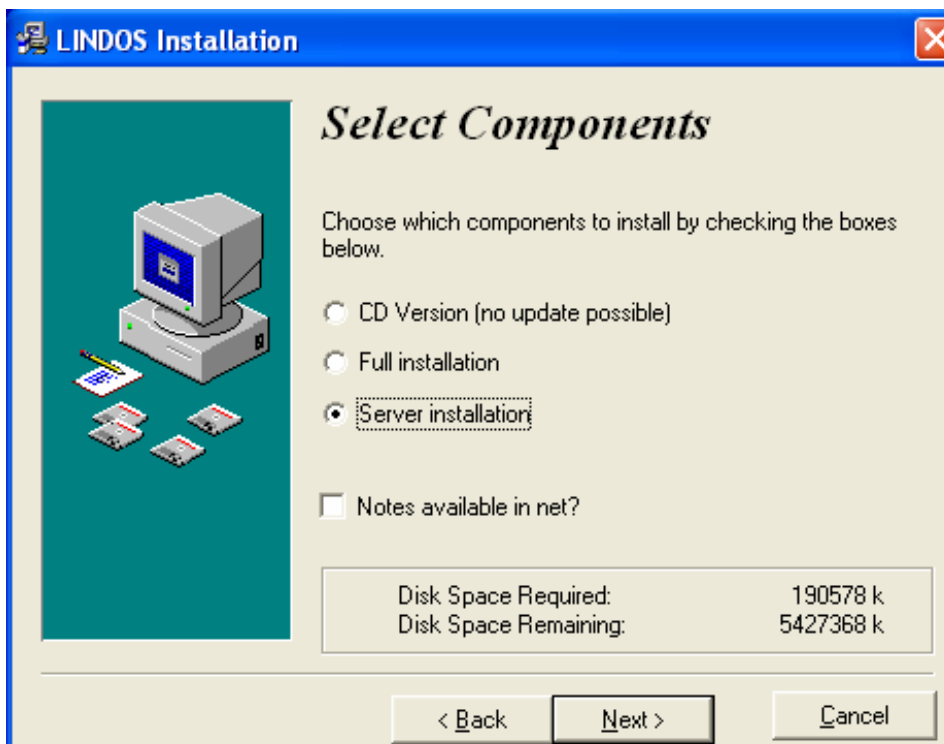 LINDOS Installation
Select Components
Choose which components to install by checking the boxes
below.
CD Version (no update possible)
Full installation
Server installation
Notes available in net?
Disk Space Required: 190578 k
Disk Space Remaining: 5427368 k
< Back Next > Cancel